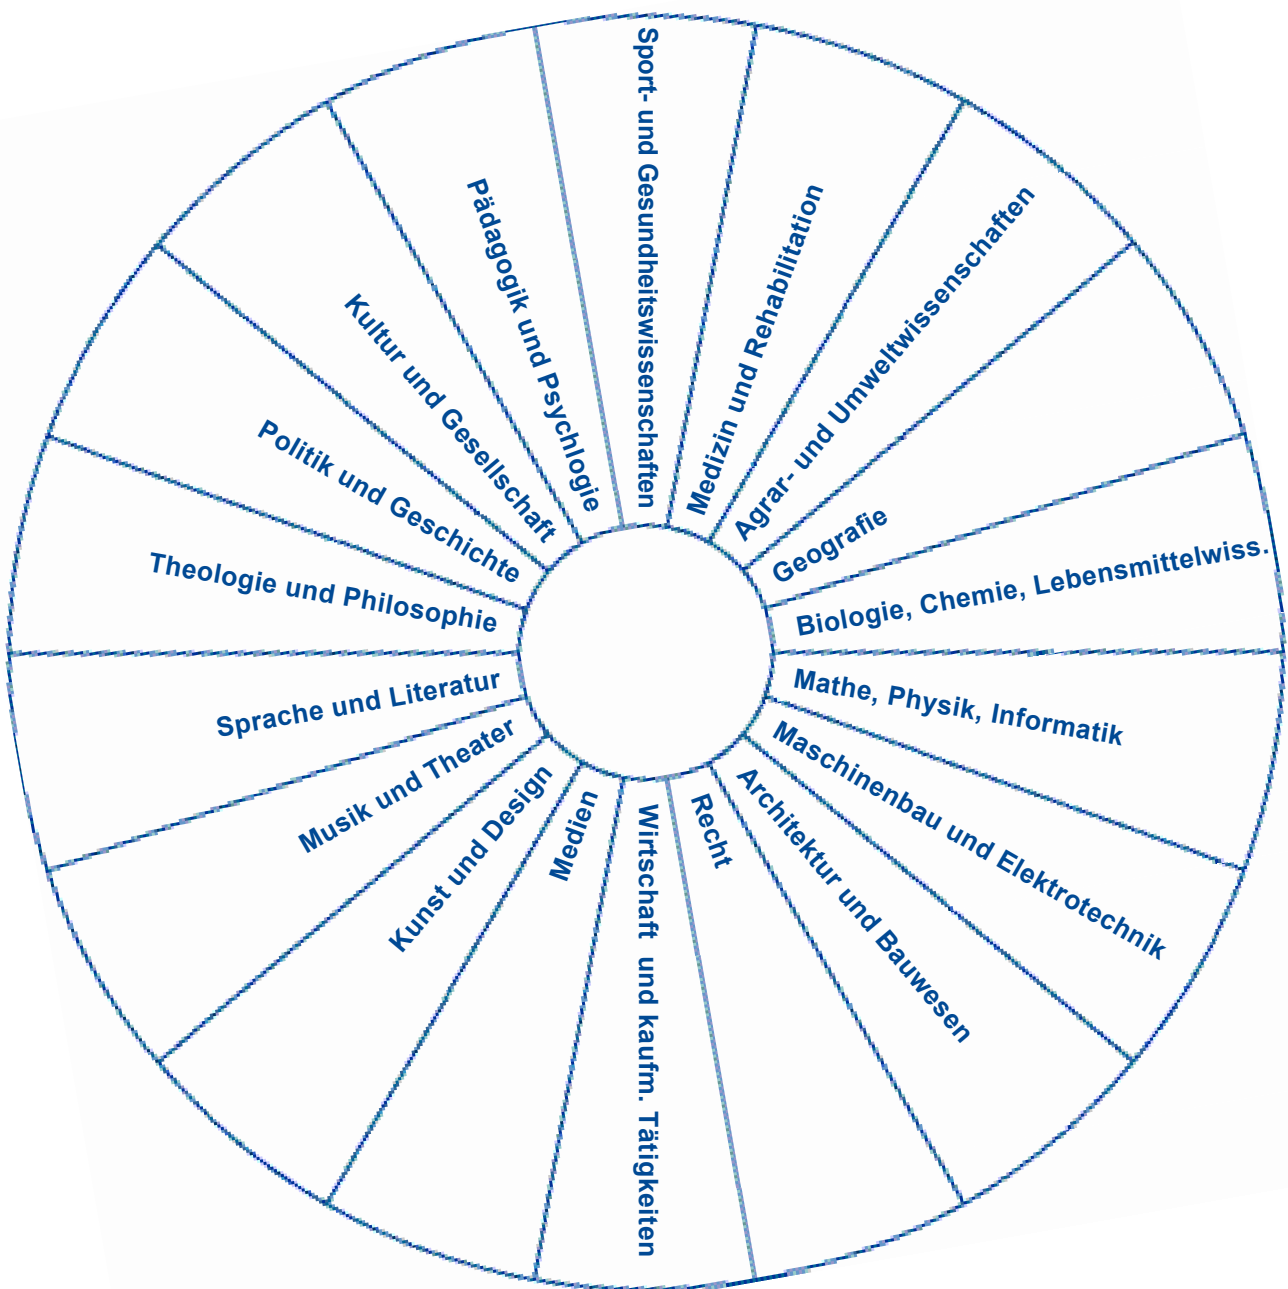 Sport- und Gesundheitswissenschaften
Medizin und Rehabilitation
Agrar- und Umweltwissenschaften
Geografie
Biologie, Chemie, Lebensmittelwiss.
Mathe, Physik, Informatik
Maschinenbau und Elektrotechnik
Architektur und Bauwesen
Recht
Wirtschaft und kaufm. Tätigkeiten
Medien
Kunst und Design
Musik und Theater
Sprache und Literatur
Theologie und Philosophie
Politik und Geschichte
Kultur und Gesellschaft
Pädagogik und Psychlogie